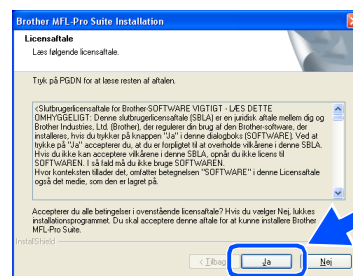 Brother MFL-Pro Suite Installation
Licensaftale
Læs følgende licensaftale.
Tryk på PGDN for at læse resten af aftalen.
<Slutbrugerlicensaftale for Brother-SOFTWARE VIGTIGT - LÆS DETTE
OMHYGGELIGT: Denne slutbrugerlicensaftale (SBLA) er en juridisk aftale mellem dig og
Brother Industries, Ltd. (Brother), der regulerer din brug af den Brother-software, der
installeres, hvis du trykker på knappen "Ja" i denne dialogboks (SOFTWARE). Ved at
trykke på "Ja" accepterer du, at du er forpligtet til at overholde vilkårene i denne SBLA.
Hvis du ikke kan acceptere vilkårene i denne SBLA, opnår du ikke licens til
SOFTWAREN. I så fald må du ikke bruge SOFTWAREN.
Hvor konteksten tillader det, omfatter betegnelsen "SOFTWARE" i denne Licensaftale
også det medie, som den er lagret på.
Accepterer du alle betingelser i ovenstående licensaftale? Hvis du vælger Nej, lukkes
installationsprogrammet. Du skal acceptere denne aftale for at kunne installere Brother
MFL-Pro Suite.
InstallShield
< Tilbag
Ja
Nej